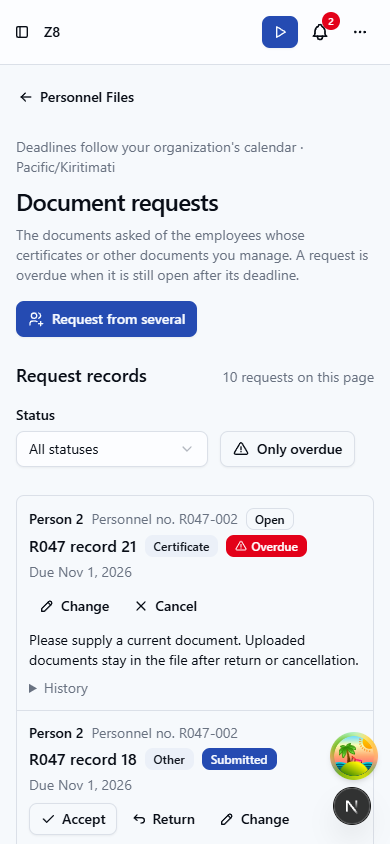 Z8
2
Personnel Files
Deadlines follow your organization's calendar ·
Pacific/Kiritimati
Document requests
The documents asked of the employees whose
certificates or other documents you manage. A request is
overdue when it is still open after its deadline.
Request from several
Request records
10 requests on this page
Status
All statuses
Only overdue
Person 2 Personnel no. R047-002 Open
R047 record 21 Certificate Overdue
Due Nov 1, 2026
Change Cancel
Please supply a current document. Uploaded
documents stay in the file after return or cancellation.
History
Person 2 Personnel no. R047-002
R047 record 18 Other Submitted
Due Nov 1, 2026
N
Accept Return Change